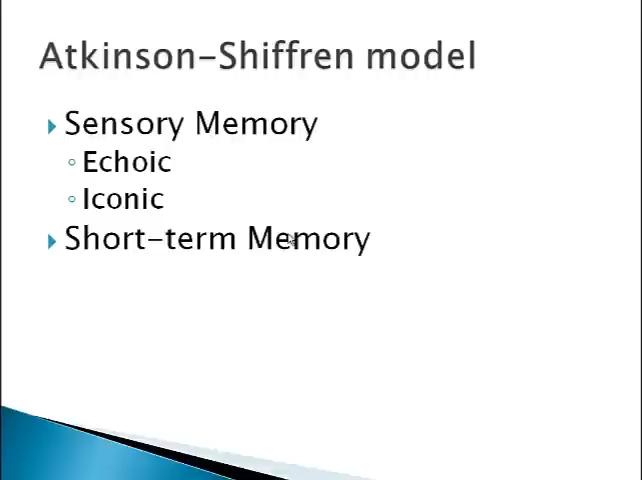 Atkinson-Shiffren model
Sensory Memory
Echoic
Iconic
Short-term Memory